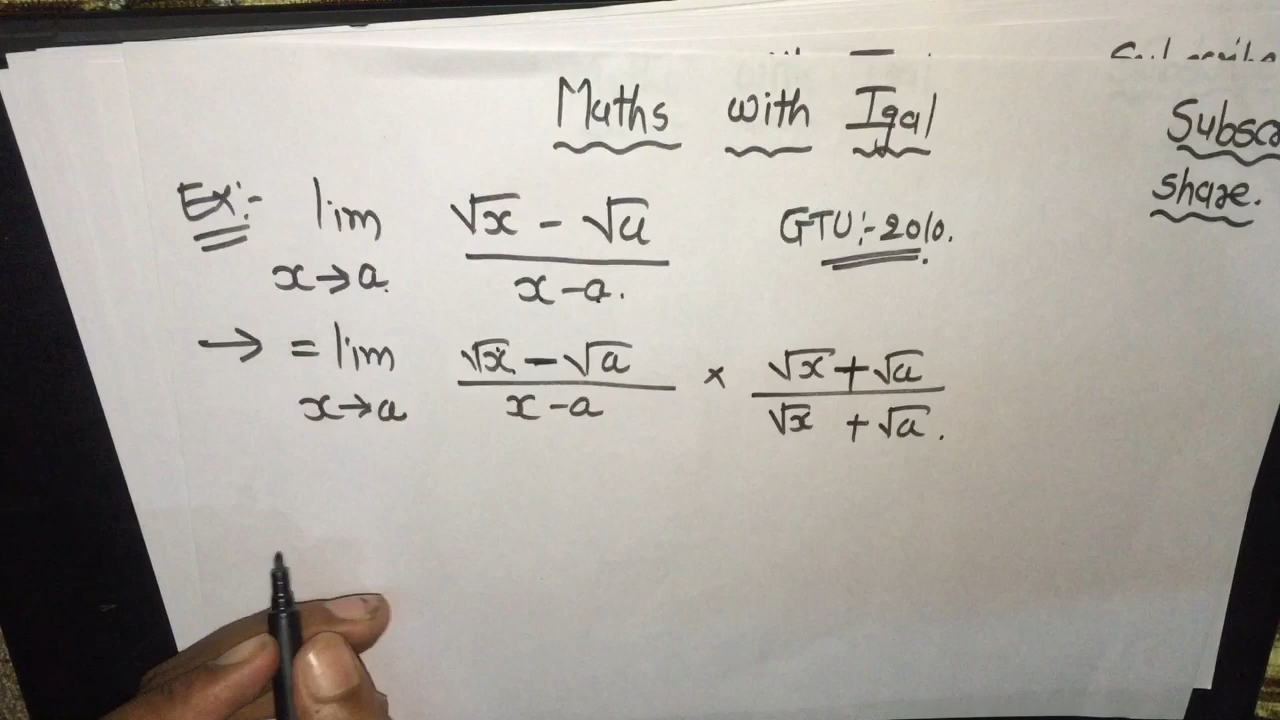 Maths with Iqal
Subsc
share.
Ex:- lim x→a (√x - √a)/(x-a). GTU:-2010.
→ = lim x→a (√x - √a)/(x-a) × (√x + √a)/(√x + √a).